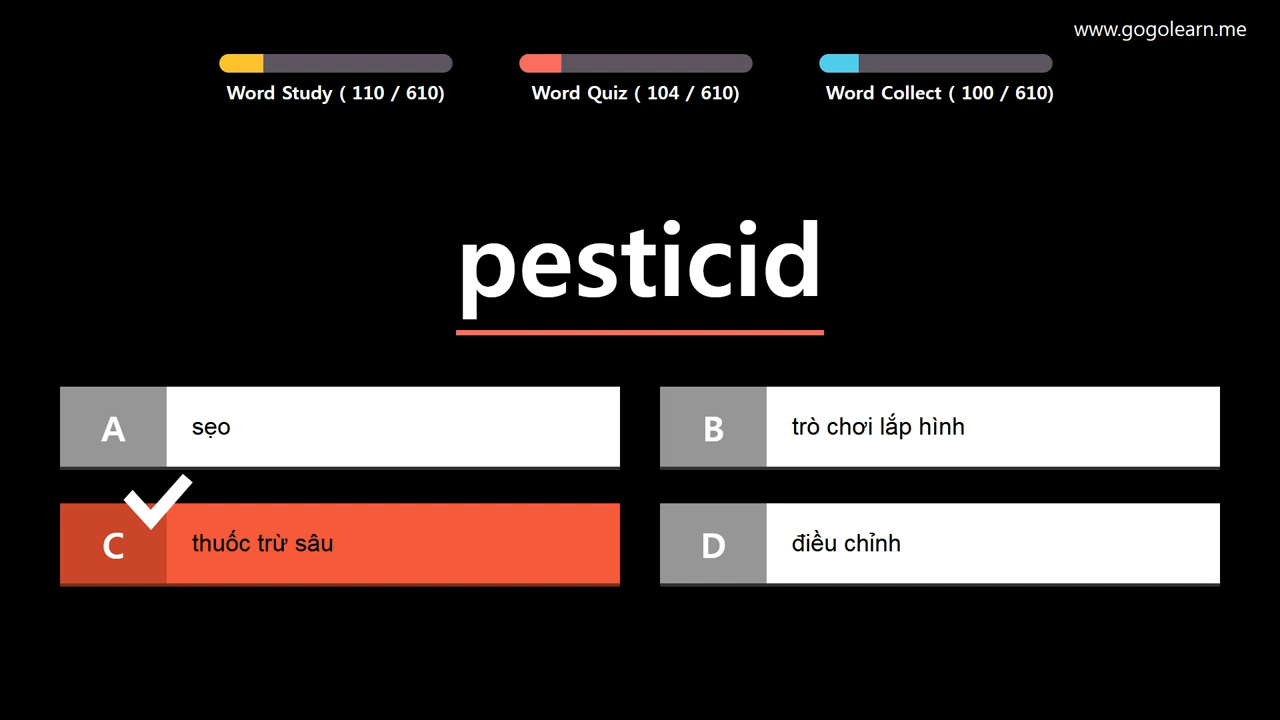 www.gogolearn.me
Word Study ( 110 / 610)
Word Quiz ( 104 / 610)
Word Collect ( 100 / 610)
pesticid
A sẹo
B trò chơi lắp hình
C thuốc trừ sâu
D điều chỉnh